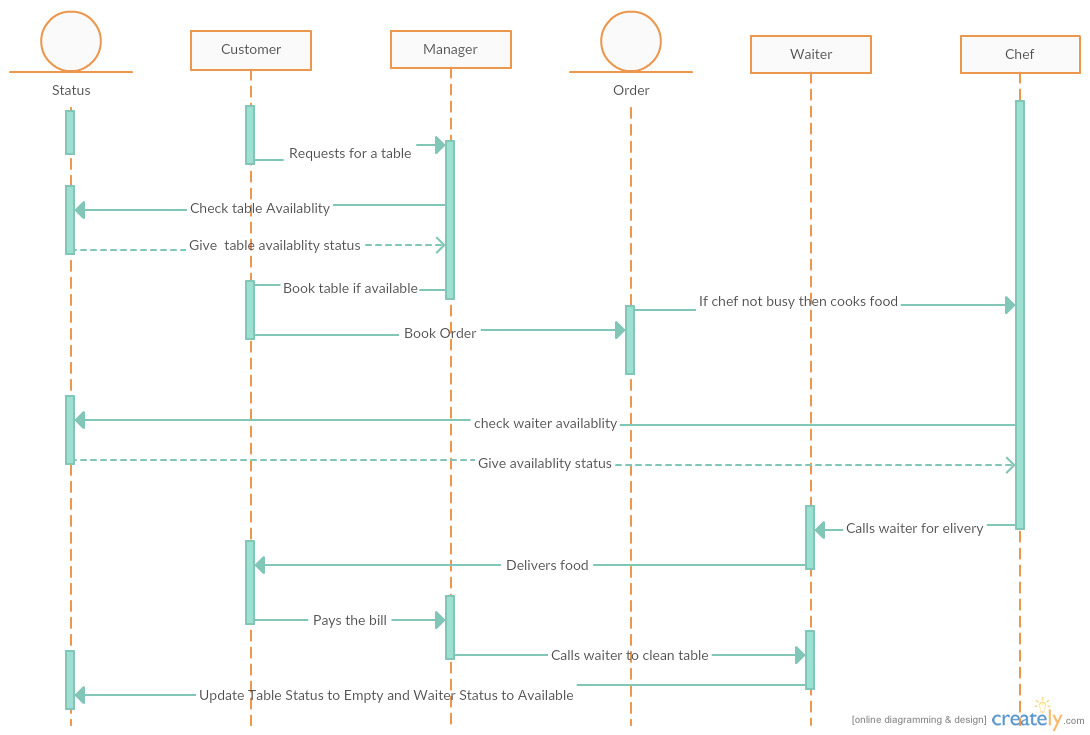 Customer
Manager
Waiter
Chef
Status
Order
Requests for a table
Check table Availablity
Give table availablity status
Book table if available
If chef not busy then cooks food
Book Order
check waiter availablity
Give availablity status
Calls waiter for elivery
Delivers food
Pays the bill
Calls waiter to clean table
Update Table Status to Empty and Waiter Status to Available
[online diagramming & design] creately.com